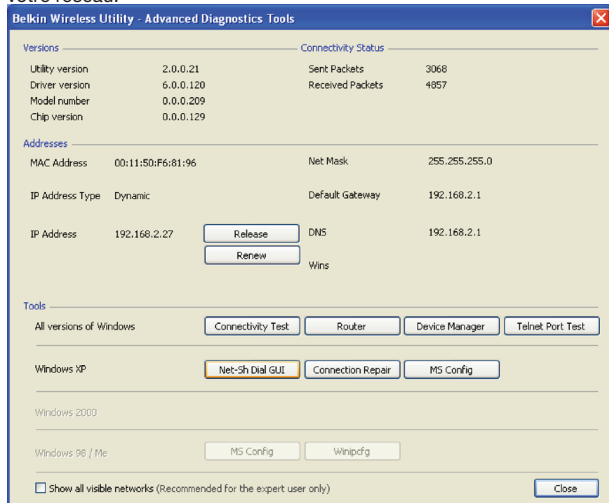 votre réseau.
Belkin Wireless Utility - Advanced Diagnostics Tools
Versions
Connectivity Status
Utility version 2.0.0.21 Sent Packets 3068
Driver version 6.0.0.120 Received Packets 4857
Model number 0.0.0.209
Chip version 0.0.0.129
Addresses
MAC Address 00:11:50:F6:81:96 Net Mask 255.255.255.0
IP Address Type Dynamic Default Gateway 192.168.2.1
IP Address 192.168.2.27 Release DNS 192.168.2.1
Renew
Wins
Tools
All versions of Windows Connectivity Test Router Device Manager Telnet Port Test
Windows XP Net-Sh Dial GUI Connection Repair MS Config
Windows 2000
Windows 98 / Me MS Config Winipcfg
Show all visible networks (Recommended for the expert user only) Close